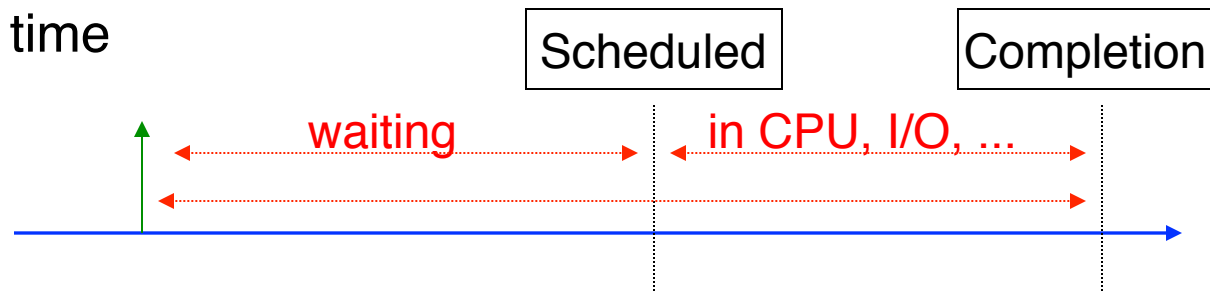 time
Scheduled
Completion
waiting
in CPU, I/O, ...